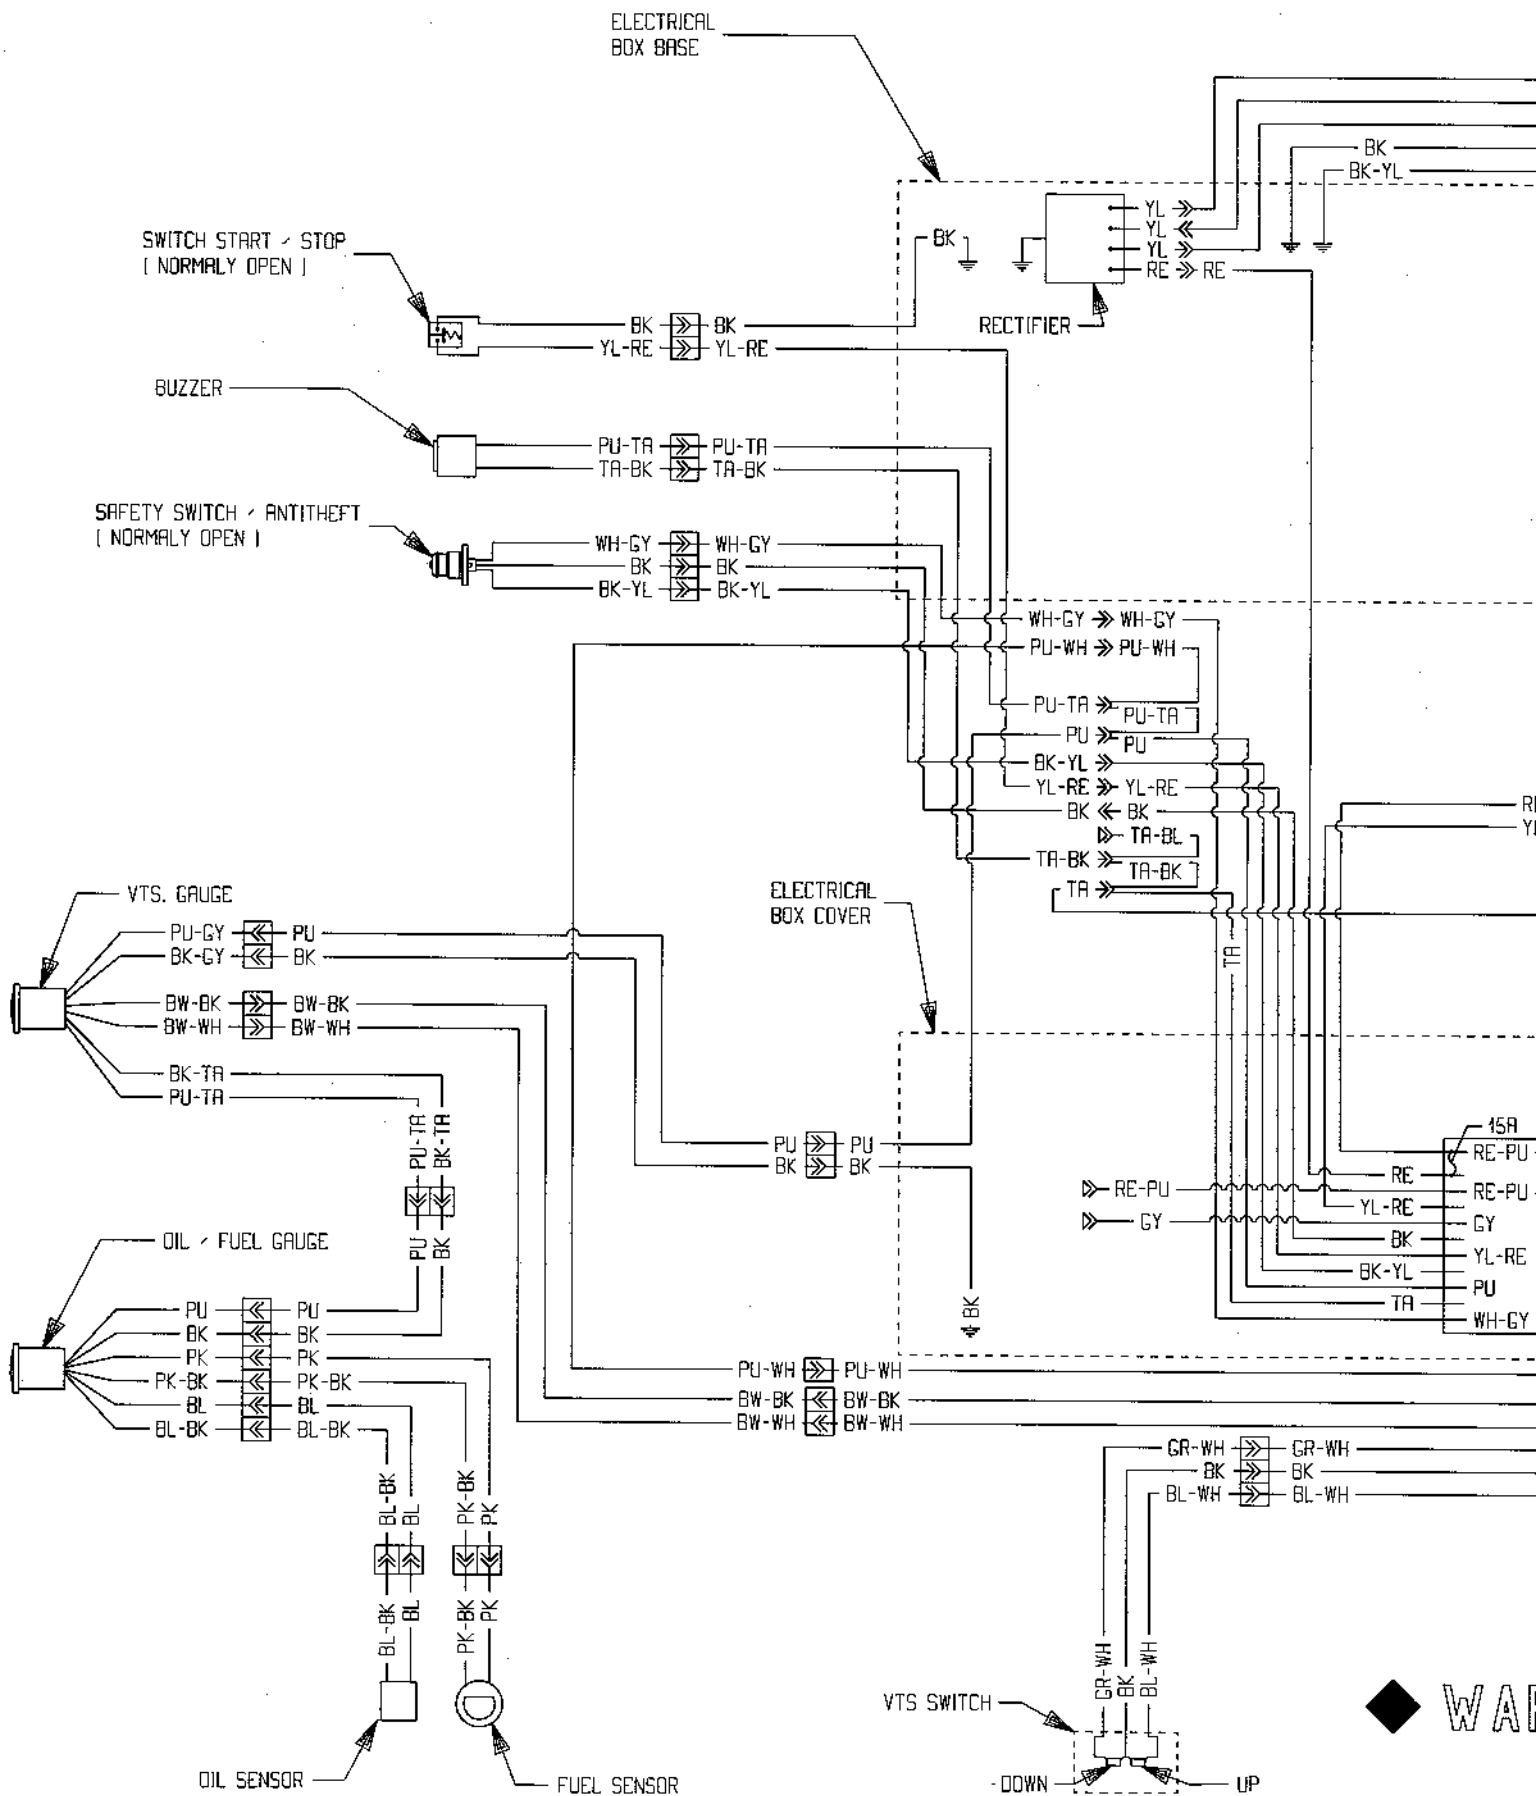 ELECTRICAL
BOX BASE
BK
BK-YL
YL
YL
YL
RE RE
BK
RECTIFIER
SWITCH START / STOP
( NORMALY OPEN )
BK BK
YL-RE YL-RE
BUZZER
PU-TA PU-TA
TA-BK TA-BK
SAFETY SWITCH / ANTITHEFT
( NORMALY OPEN )
WH-GY WH-GY
BK BK
BK-YL BK-YL
WH-GY WH-GY
PU-WH PU-WH
PU-TA
PU-TA
PU
PU
BK-YL
YL-RE YL-RE
BK BK
TA-BL
TA-BK
TA-BK
TA
TA
ELECTRICAL
BOX COVER
VTS. GAUGE
PU-GY PU
BK-GY BK
BW-BK BW-BK
BW-WH BW-WH
BK-TA
PU-TA
PU-TA
BK-TA
PU
BK
PU PU
BK BK
BK
15A
RE-PU
RE
RE-PU
RE-PU
YL-RE
GY
GY
BK
YL-RE
BK-YL
PU
TA
WH-GY
OIL / FUEL GAUGE
PU PU
BK BK
PK PK
PK-BK PK-BK
BL BL
BL-BK BL-BK
PU-WH PU-WH
BW-BK BW-BK
BW-WH BW-WH
GR-WH GR-WH
BK BK
BL-WH BL-WH
BL-BK
BL
PK-BK
PK
BL-BK
BL
PK-BK
PK
GR-WH
BK
BL-WH
VTS SWITCH
DOWN
UP
OIL SENSOR
FUEL SENSOR